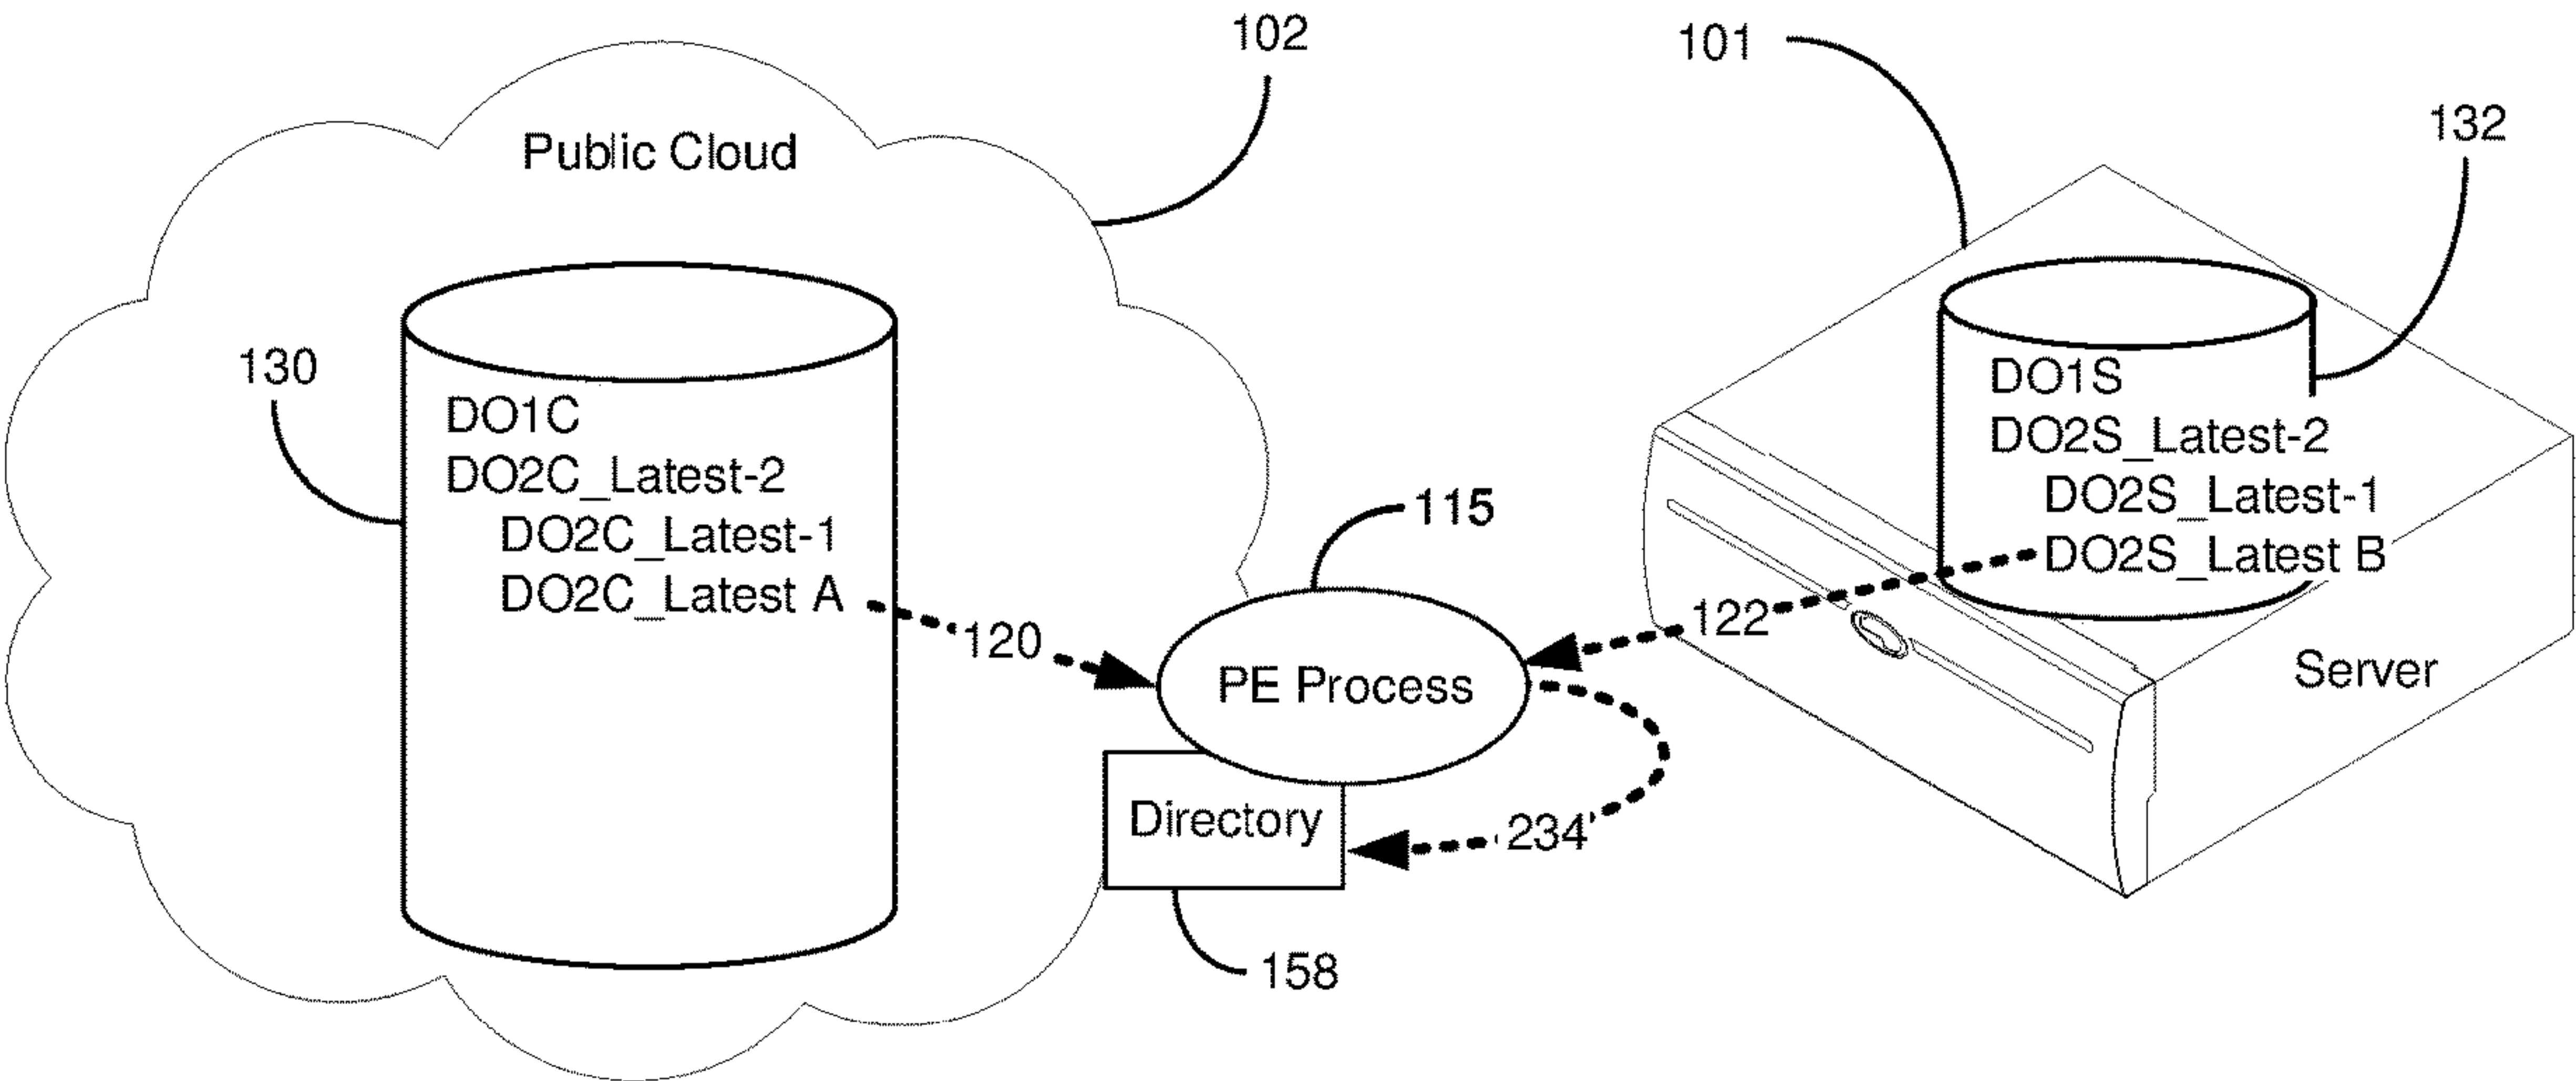 102
101
132
Public Cloud
130
DO1C
DO2C_Latest-2
DO2C_Latest-1
DO2C_Latest A
DO1S
DO2S_Latest-2
DO2S_Latest-1
DO2S_Latest B
115
120
122
PE Process
Server
Directory
234
158